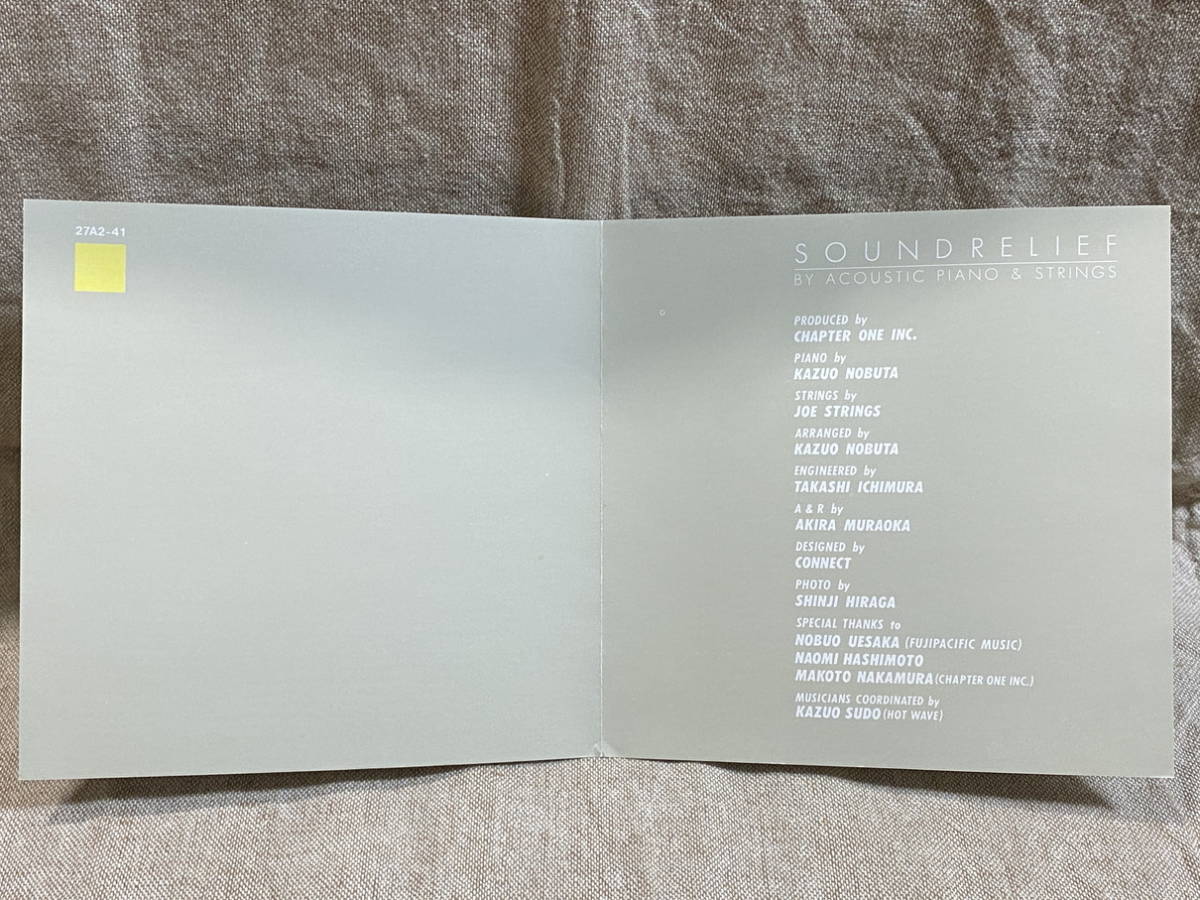 27A2-41
SOUNDRELIEF
BY ACOUSTIC PIANO & STRINGS
PRODUCED by
CHAPTER ONE INC.
PIANO by
KAZUO NOBUTA
STRINGS by
JOE STRINGS
ARRANGED by
KAZUO NOBUTA
ENGINEERED by
TAKASHI ICHIMURA
A & R by
AKIRA MURAOKA
DESIGNED by
CONNECT
PHOTO by
SHINJI HIRAGA
SPECIAL THANKS to
NOBUO UESAKA (FUJIPACIFIC MUSIC)
NAOMI HASHIMOTO
MAKOTO NAKAMURA (CHAPTER ONE INC.)
MUSICIANS COORDINATED by
KAZUO SUDO (HOT WAVE)